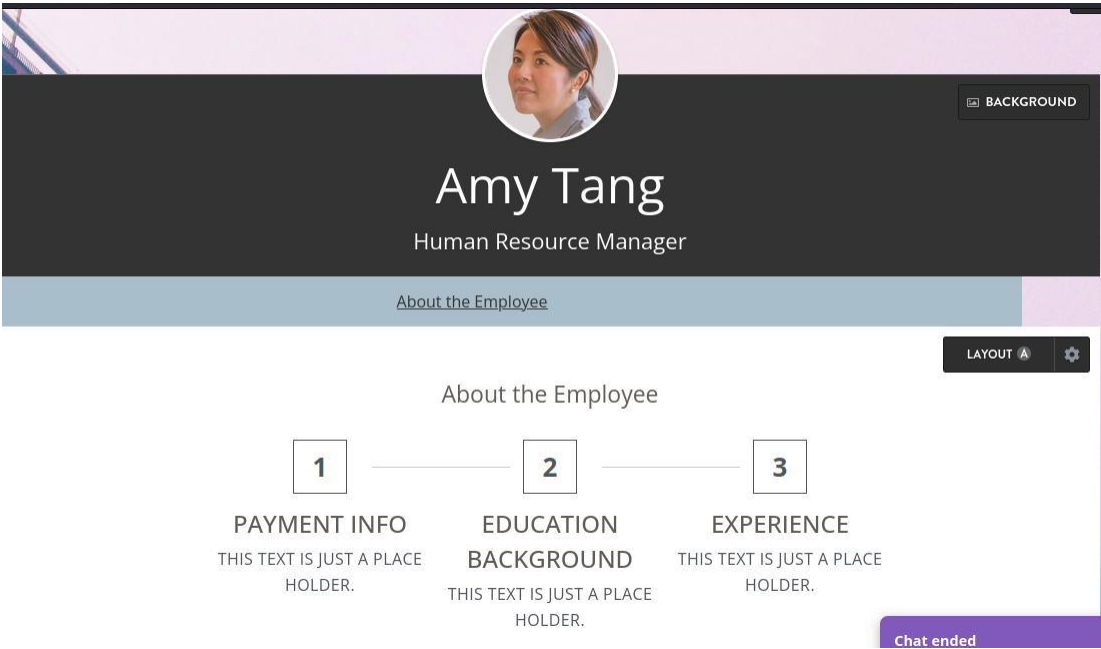 BACKGROUND
Amy Tang
Human Resource Manager
About the Employee
LAYOUT A
About the Employee
1
2
3
PAYMENT INFO
THIS TEXT IS JUST A PLACE
HOLDER.
EDUCATION
BACKGROUND
THIS TEXT IS JUST A PLACE
HOLDER.
EXPERIENCE
THIS TEXT IS JUST A PLACE
HOLDER.
Chat ended